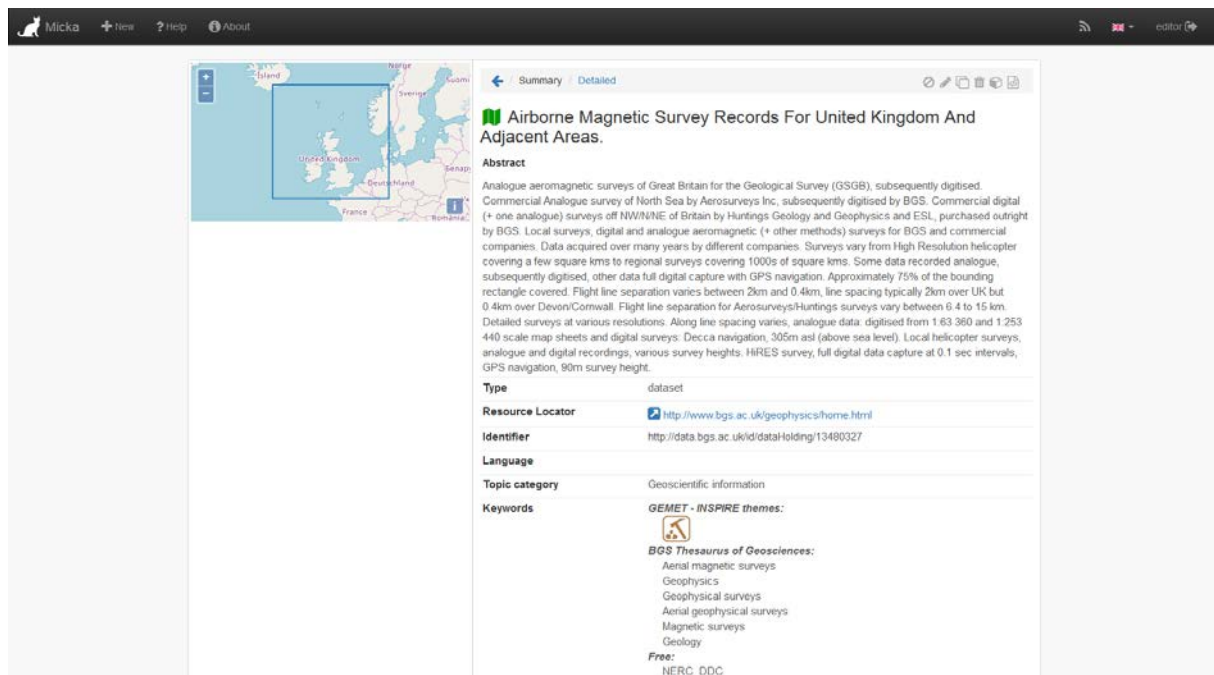 Micka
New
Help
About
editor
Ísland
Norge
Suomi
Sverige
United Kingdom
Deutschland
France
România
+
−
i
Summary / Detailed
Airborne Magnetic Survey Records For United Kingdom And
Adjacent Areas.
Abstract
Analogue aeromagnetic surveys of Great Britain for the Geological Survey (GSGB), subsequently digitised.
Commercial Analogue survey of North Sea by Aerosurveys Inc, subsequently digitised by BGS. Commercial digital
(+ one analogue) surveys off NW/N/NE of Britain by Huntings Geology and Geophysics and ESL, purchased outright
by BGS. Local surveys, digital and analogue aeromagnetic (+ other methods) surveys for BGS and commercial
companies. Data acquired over many years by different companies. Surveys vary from High Resolution helicopter
covering a few square kms to regional surveys covering 1000s of square kms. Some data recorded analogue,
subsequently digitised, other data full digital capture with GPS navigation. Approximately 75% of the bounding
rectangle covered. Flight line separation varies between 2km and 0.4km, line spacing typically 2km over UK but
0.4km over Devon/Cornwall. Flight line separation for Aerosurveys/Huntings surveys vary between 6.4 to 15 km.
Detailed surveys at various resolutions. Along line spacing varies, analogue data: digitised from 1:63 360 and 1:253
440 scale map sheets and digital surveys: Decca navigation, 305m asl (above sea level). Local helicopter surveys,
analogue and digital recordings, various survey heights. HiRES survey, full digital data capture at 0.1 sec intervals,
GPS navigation, 90m survey height.
Type dataset
Resource Locator http://www.bgs.ac.uk/geophysics/home.html
Identifier http://data.bgs.ac.uk/id/dataHolding/13480327
Language
Topic category Geoscientific information
Keywords GEMET - INSPIRE themes:
BGS Thesaurus of Geosciences:
Aerial magnetic surveys
Geophysics
Geophysical surveys
Aerial geophysical surveys
Magnetic surveys
Geology
Free:
NERC_DDC